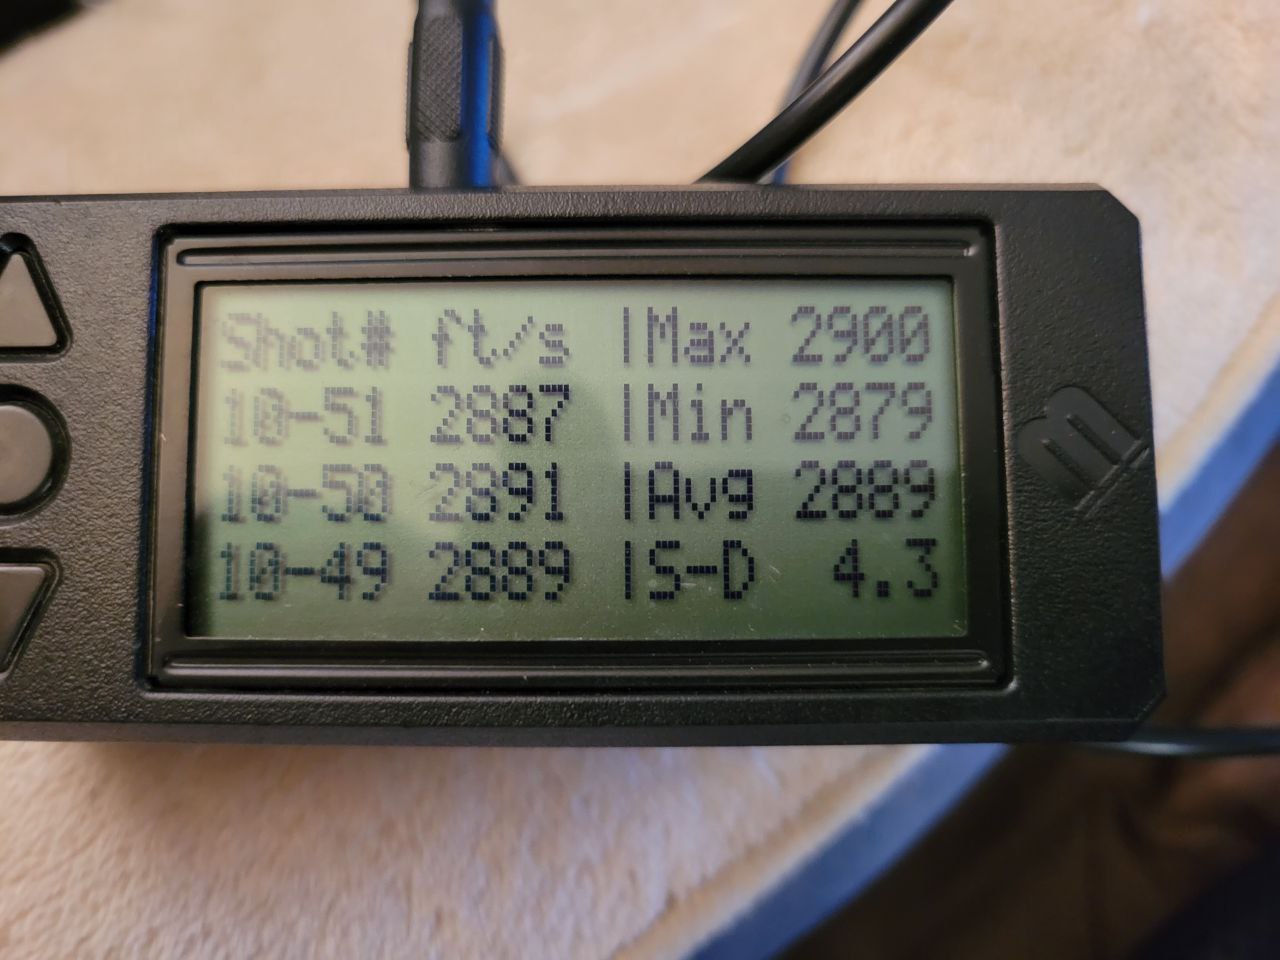 Shot# ft/s |Max 2900
10-51 2887 |Min 2879
10-50 2891 |Avg 2889
10-49 2889 |S-D 4.3